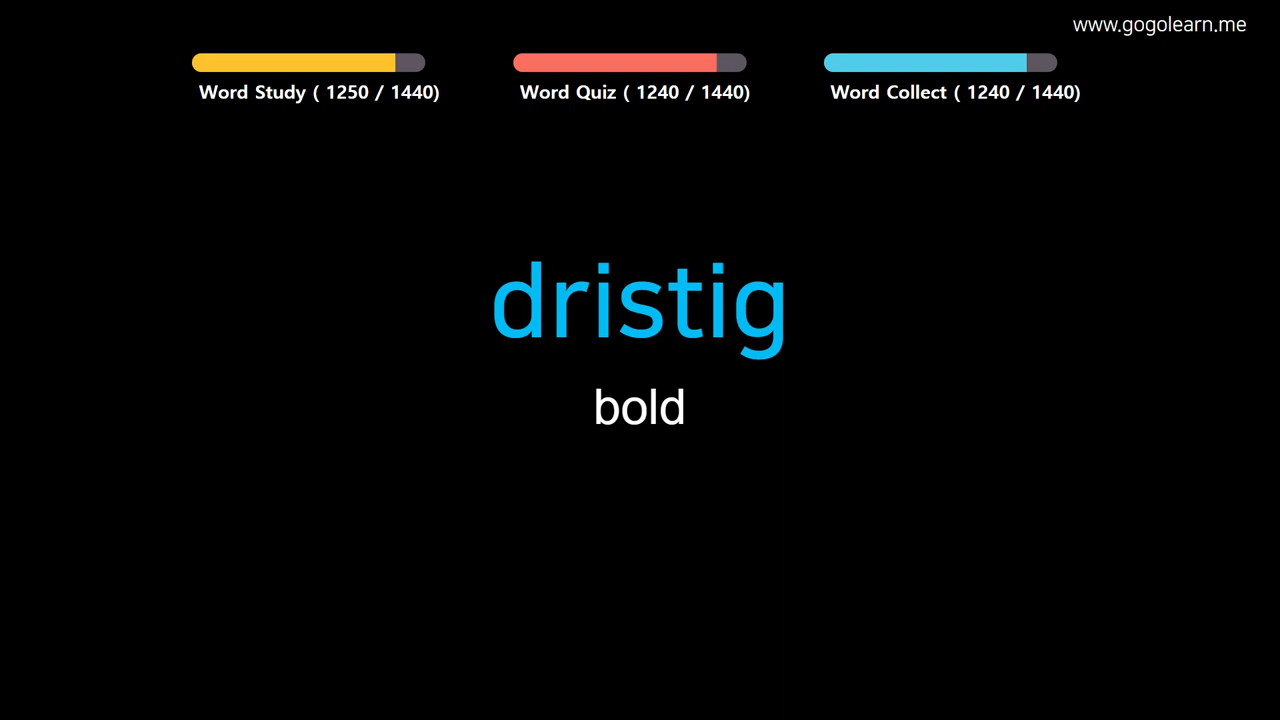 www.gogolearn.me
Word Study ( 1250 / 1440)
Word Quiz ( 1240 / 1440)
Word Collect ( 1240 / 1440)
dristig
bold